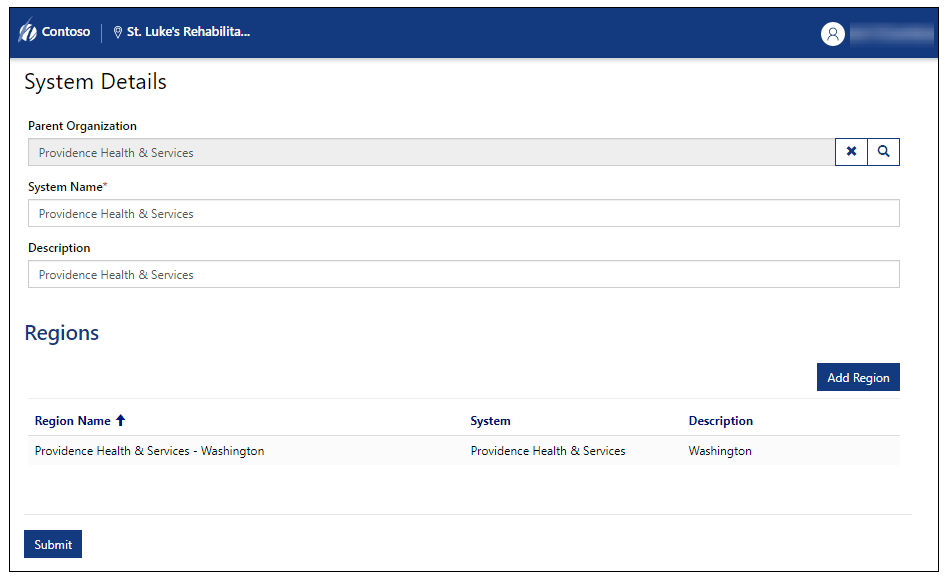 Contoso
St. Luke's Rehabilita...
System Details
Parent Organization
Providence Health & Services
System Name*
Providence Health & Services
Description
Providence Health & Services
Regions
Add Region
Region Name System Description
Providence Health & Services - Washington Providence Health & Services Washington
Submit